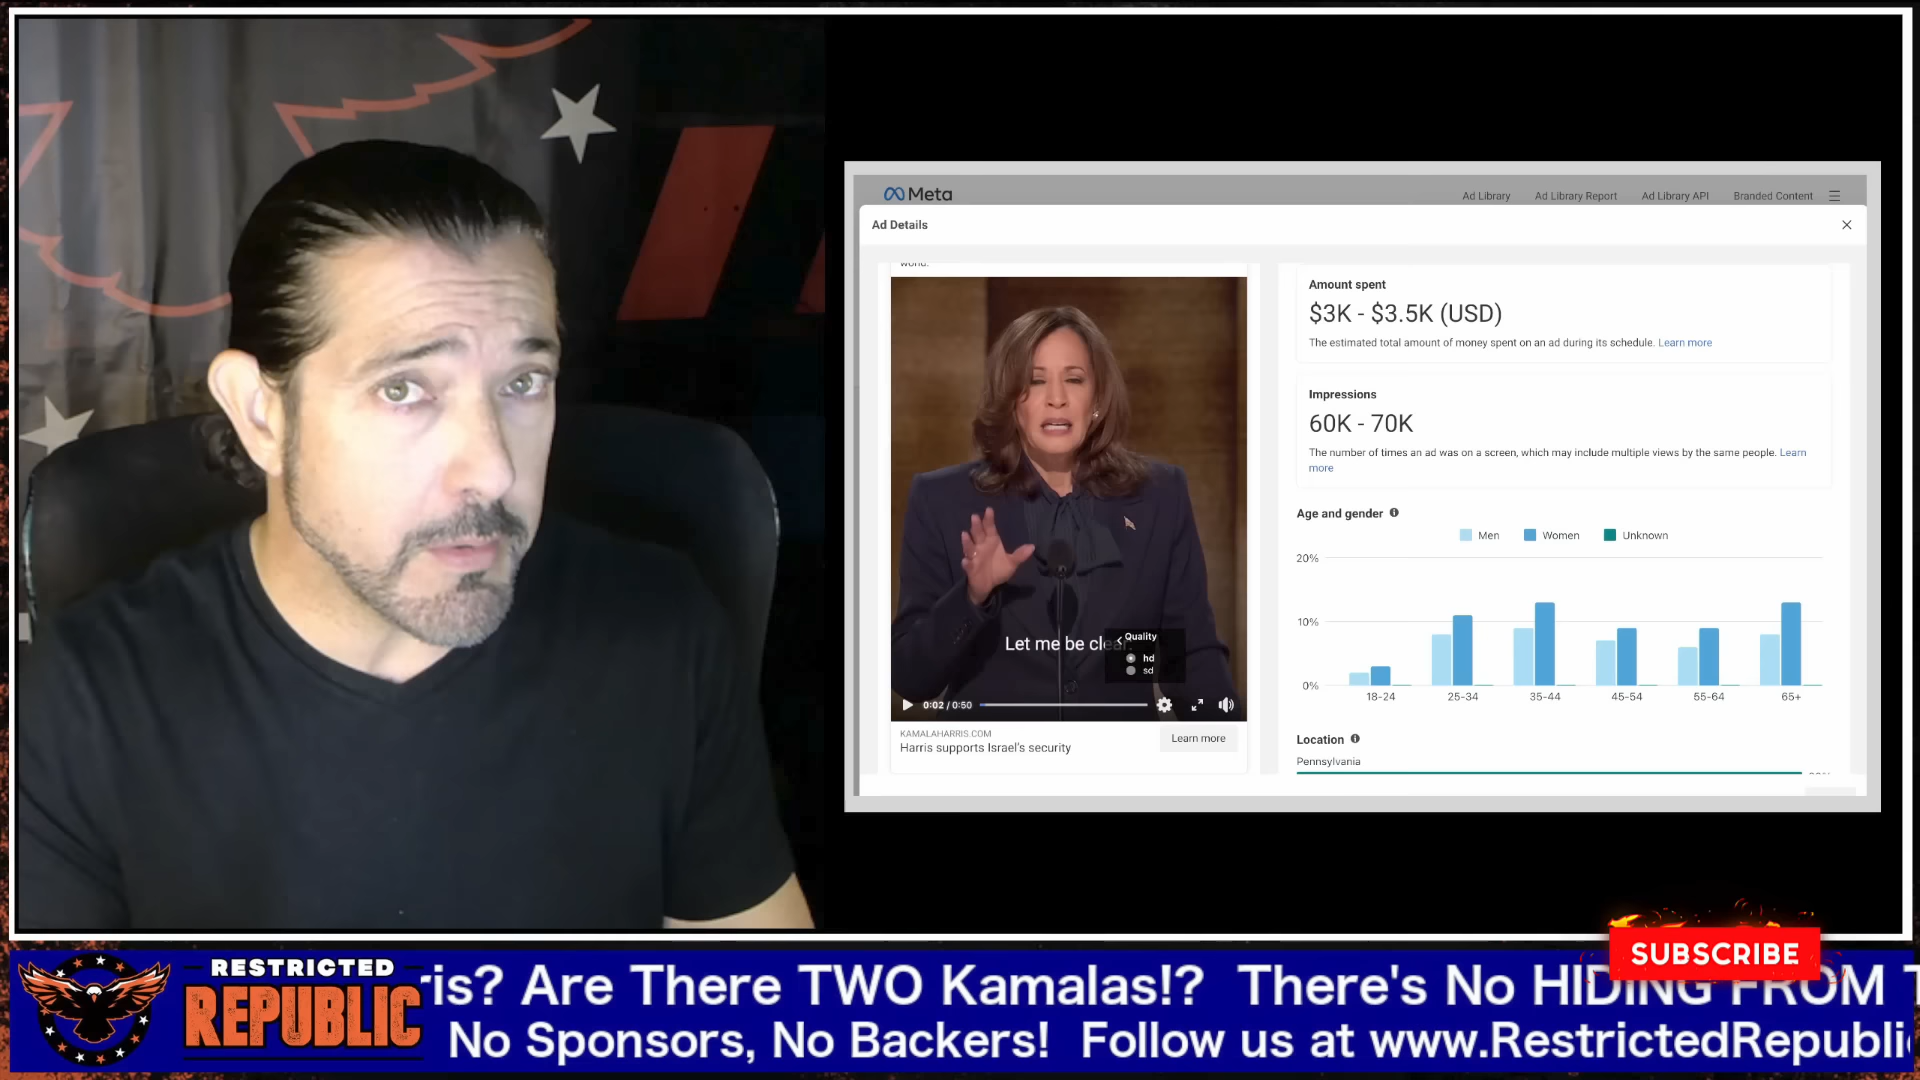 Meta
Ad Library
Ad Library Report
Ad Library API
Branded Content
Ad Details
world.
Let me be clear.
Quality
hd
sd
0:02 / 0:50
KAMALAHARRIS.COM
Harris supports Israel's security
Learn more
Amount spent
$3K - $3.5K (USD)
The estimated total amount of money spent on an ad during its schedule. Learn more
Impressions
60K - 70K
The number of times an ad was on a screen, which may include multiple views by the same people. Learn
more
Age and gender
Men
Women
Unknown
20%
10%
0%
18-24
25-34
35-44
45-54
55-64
65+
Location
Pennsylvania
SUBSCRIBE
RESTRICTED
REPUBLIC
ris? Are There TWO Kamalas!? There's No HIDING FROM T
No Sponsors, No Backers! Follow us at www.RestrictedRepubli